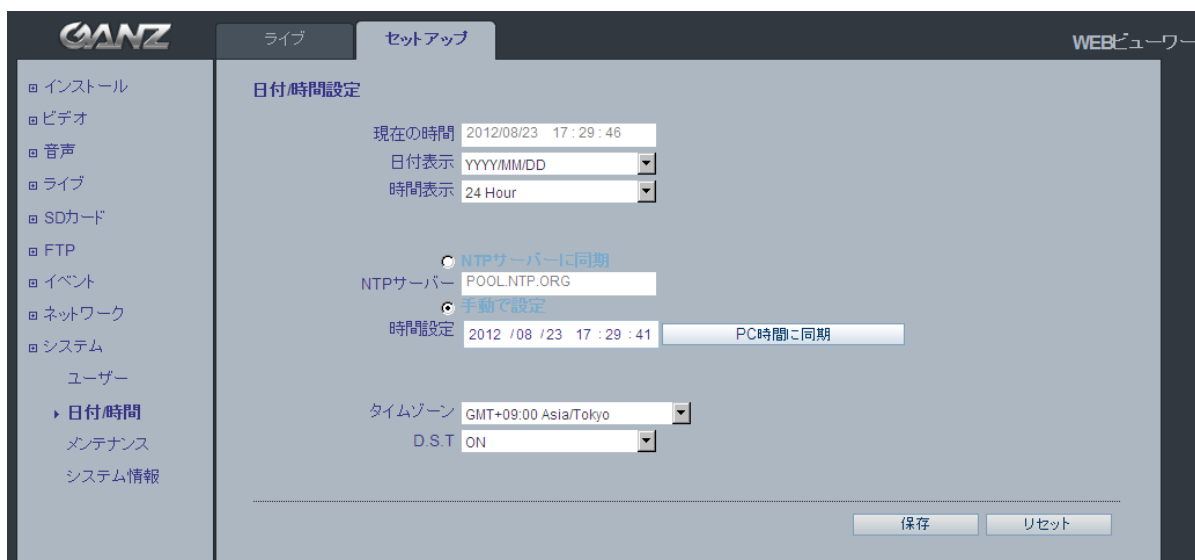 GANZ
ライブ
セットアップ
WEBビューワー
インストール
ビデオ
音声
ライブ
SDカード
FTP
イベント
ネットワーク
システム
ユーザー
日付/時間
メンテナンス
システム情報
日付/時間設定
現在の時間 2012/08/23 17 : 29 : 46
日付表示 YYYY/MM/DD
時間表示 24 Hour
NTPサーバーに同期
NTPサーバー POOL.NTP.ORG
手動で設定
時間設定 2012 / 08 / 23 17 : 29 : 41 PC時間に同期
タイムゾーン GMT+09:00 Asia/Tokyo
D.S.T ON
保存 リセット